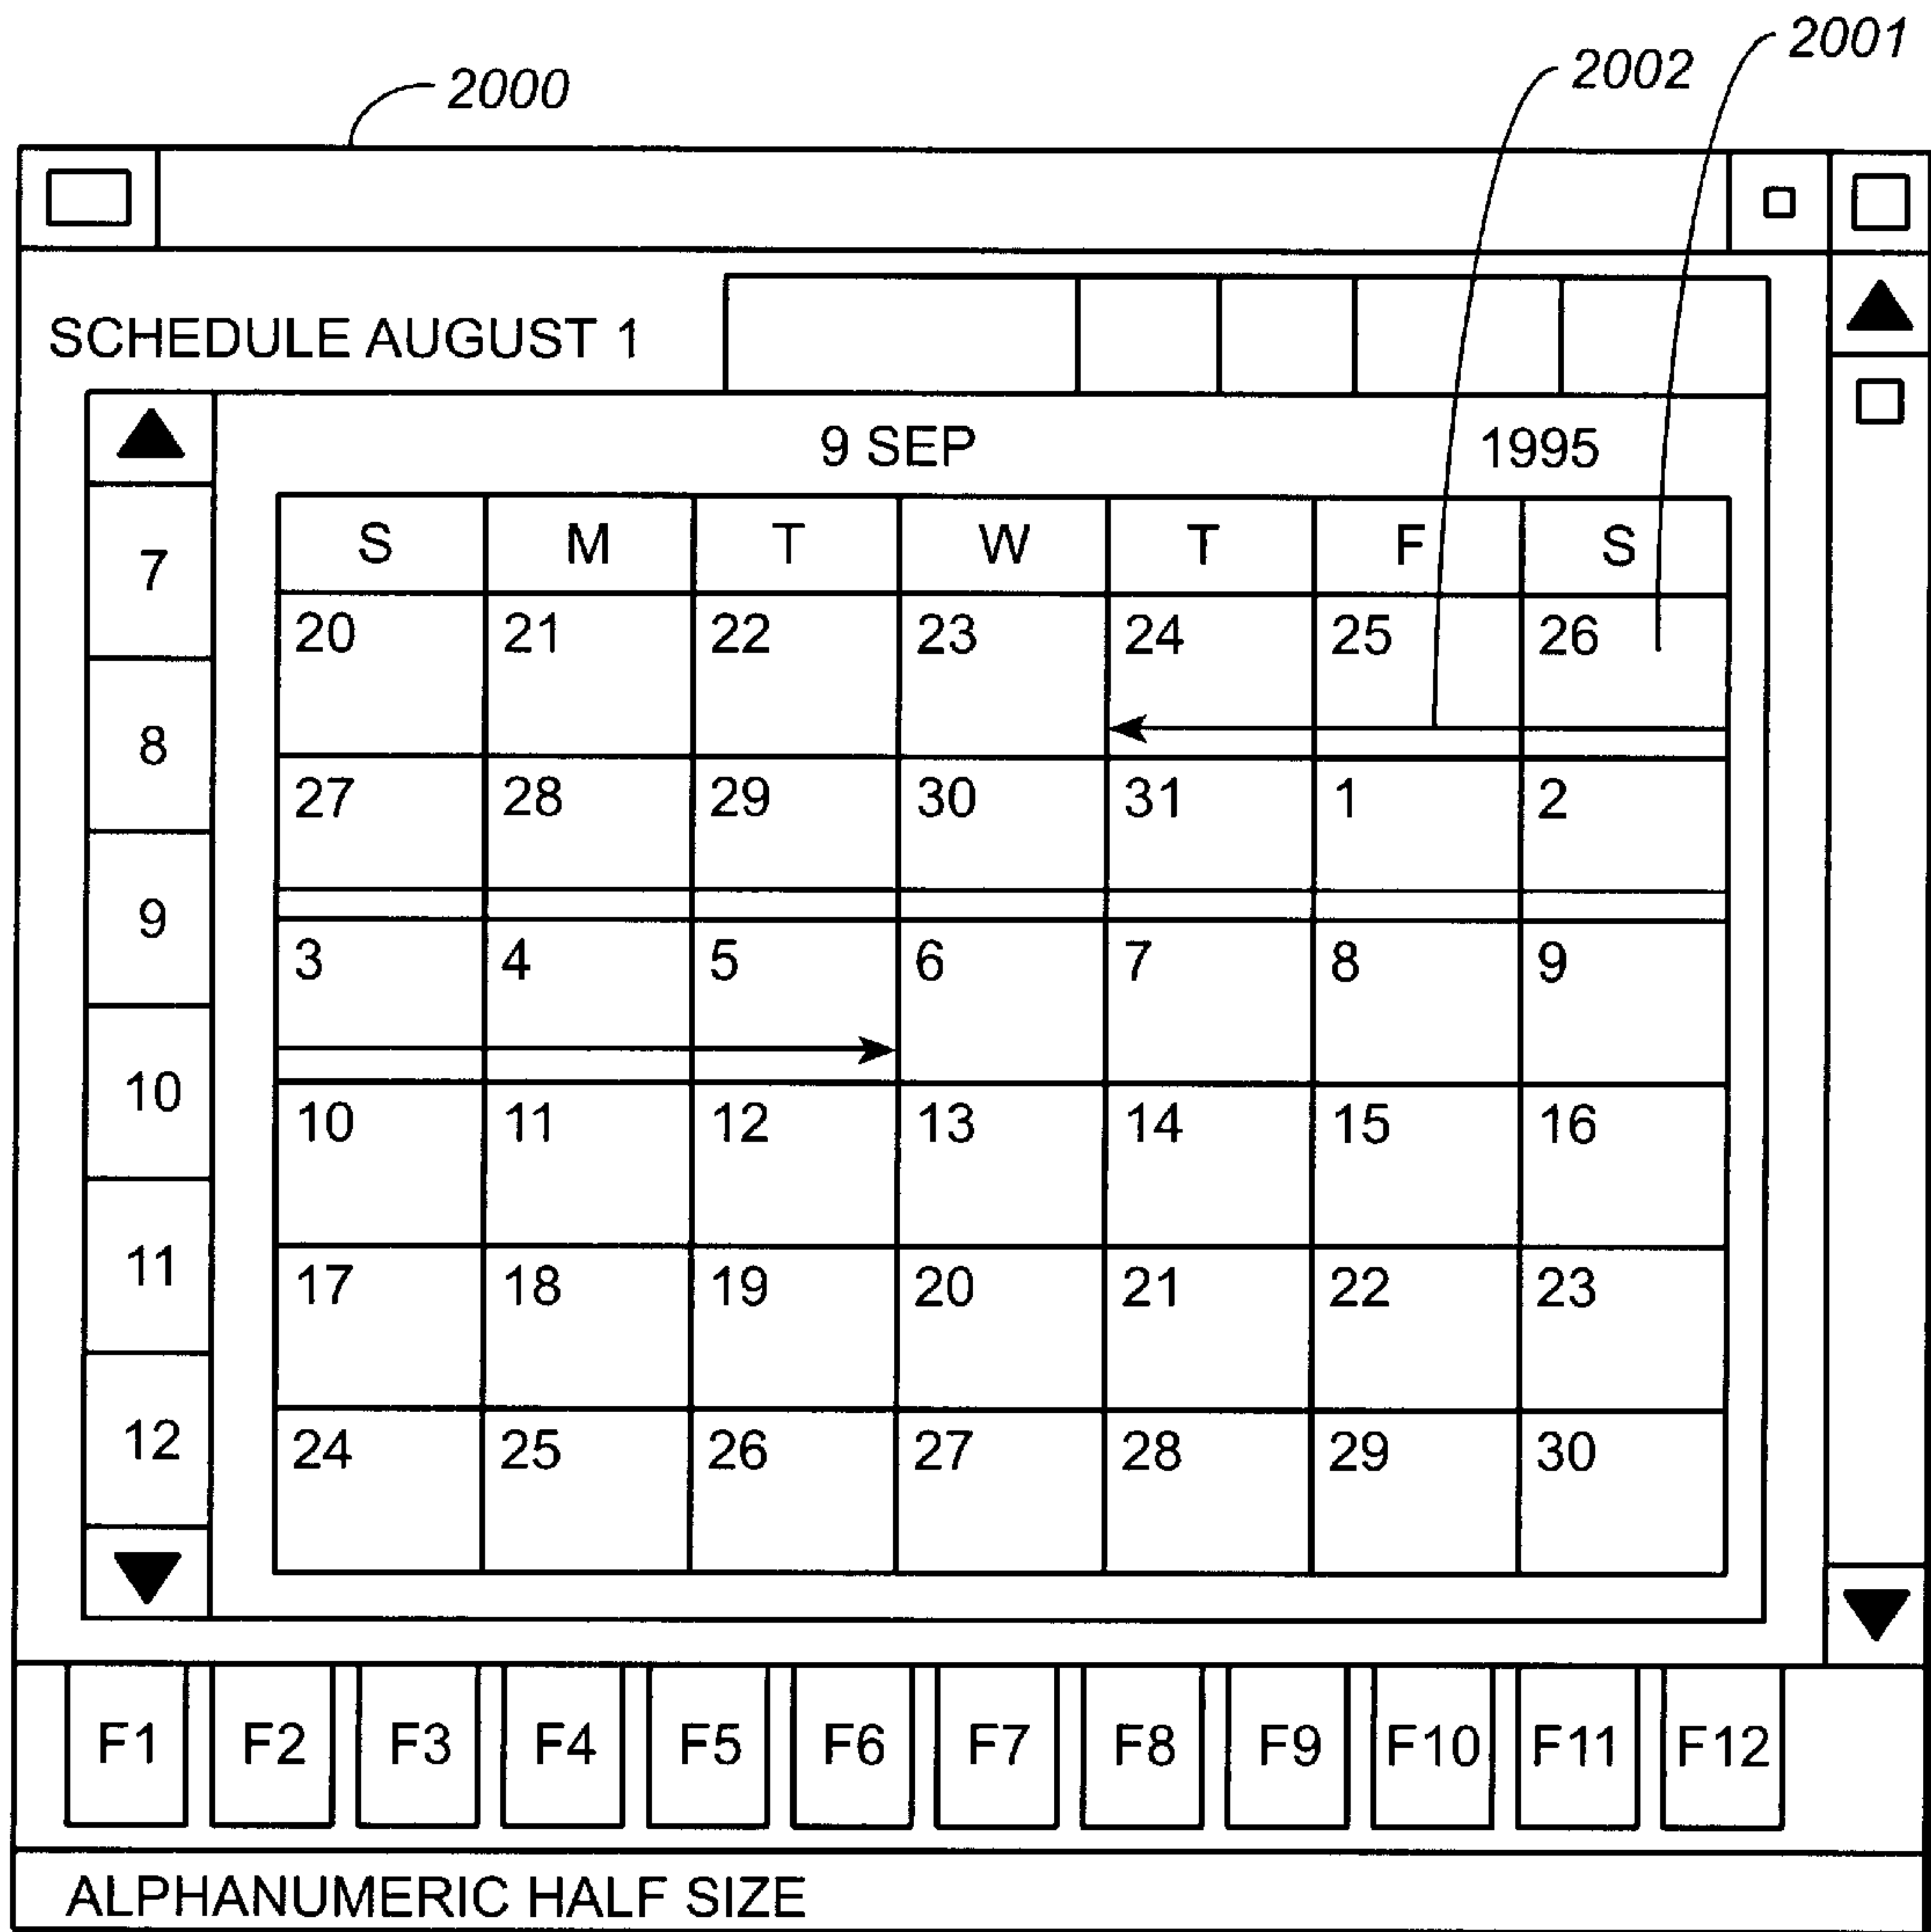 2000 2002 2001
SCHEDULE AUGUST 1
9 SEP 1995
S M T W T F S
7
20 21 22 23 24 25 26
8
27 28 29 30 31 1 2
9
3 4 5 6 7 8 9
10
10 11 12 13 14 15 16
11
17 18 19 20 21 22 23
12
24 25 26 27 28 29 30
F1 F2 F3 F4 F5 F6 F7 F8 F9 F10 F11 F12
ALPHANUMERIC HALF SIZE